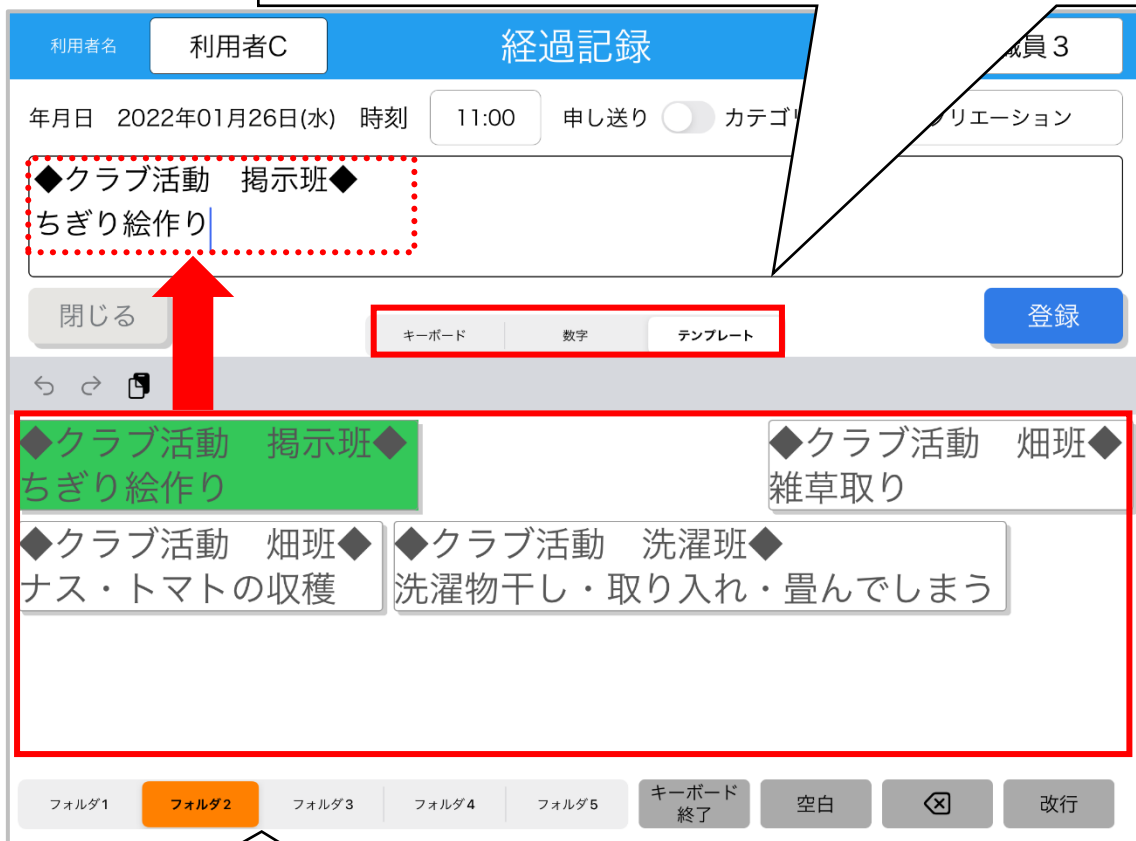 利用者名 利用者C 経過記録 職員3
年月日 2022年01月26日(水) 時刻 11:00 申し送り カテゴリ リエーション
◆クラブ活動 掲示班◆
ちぎり絵作り
閉じる 登録
キーボード 数字 テンプレート
◆クラブ活動 掲示班◆
ちぎり絵作り
◆クラブ活動 畑班◆
雑草取り
◆クラブ活動 畑班◆
ナス・トマトの収穫
◆クラブ活動 洗濯班◆
洗濯物干し・取り入れ・畳んでしまう
フォルダ1 フォルダ2 フォルダ3 フォルダ4 フォルダ5 キーボード終了 空白 改行